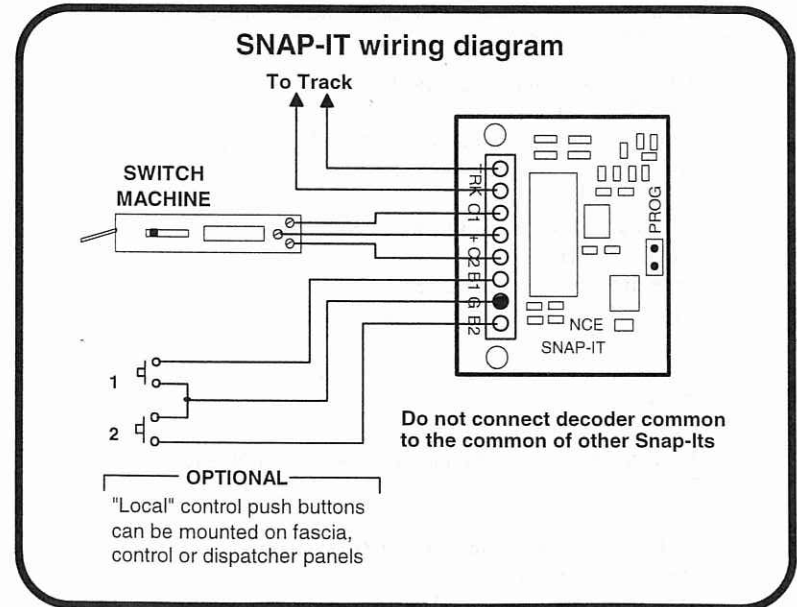 SNAP-IT wiring diagram
To Track
SWITCH
MACHINE
TRK
C1
+
C2
B1
G
B2
PROG
NCE
SNAP-IT
1
2
Do not connect decoder common
to the common of other Snap-Its
OPTIONAL
"Local" control push buttons
can be mounted on fascia,
control or dispatcher panels